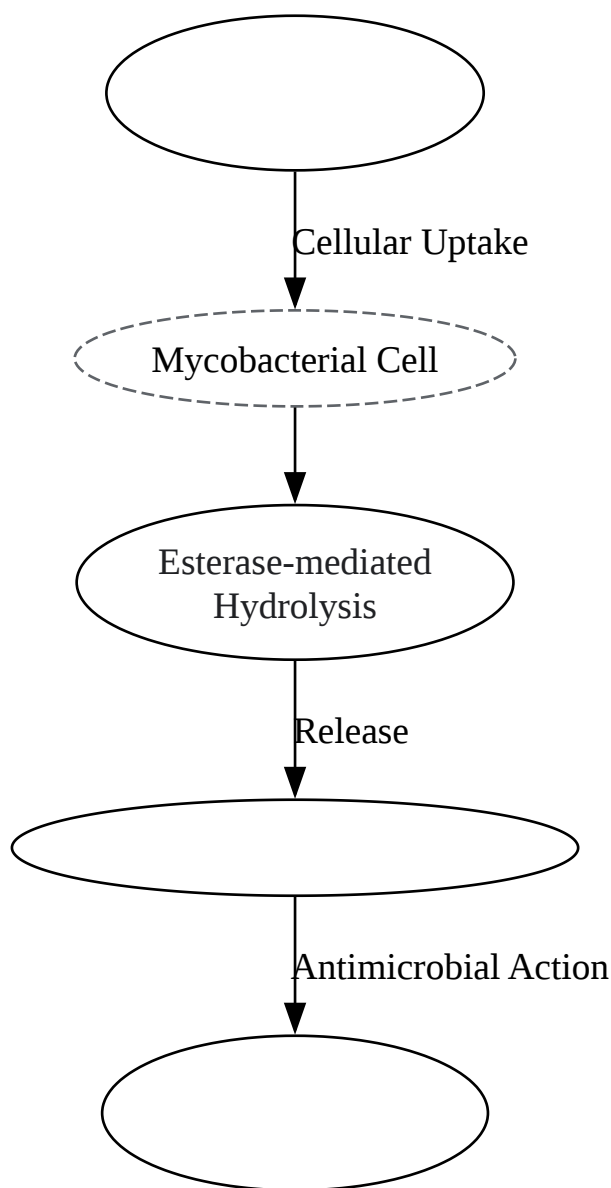 Cellular Uptake
Mycobacterial Cell
Esterase-mediated
Hydrolysis
Release
Antimicrobial Action